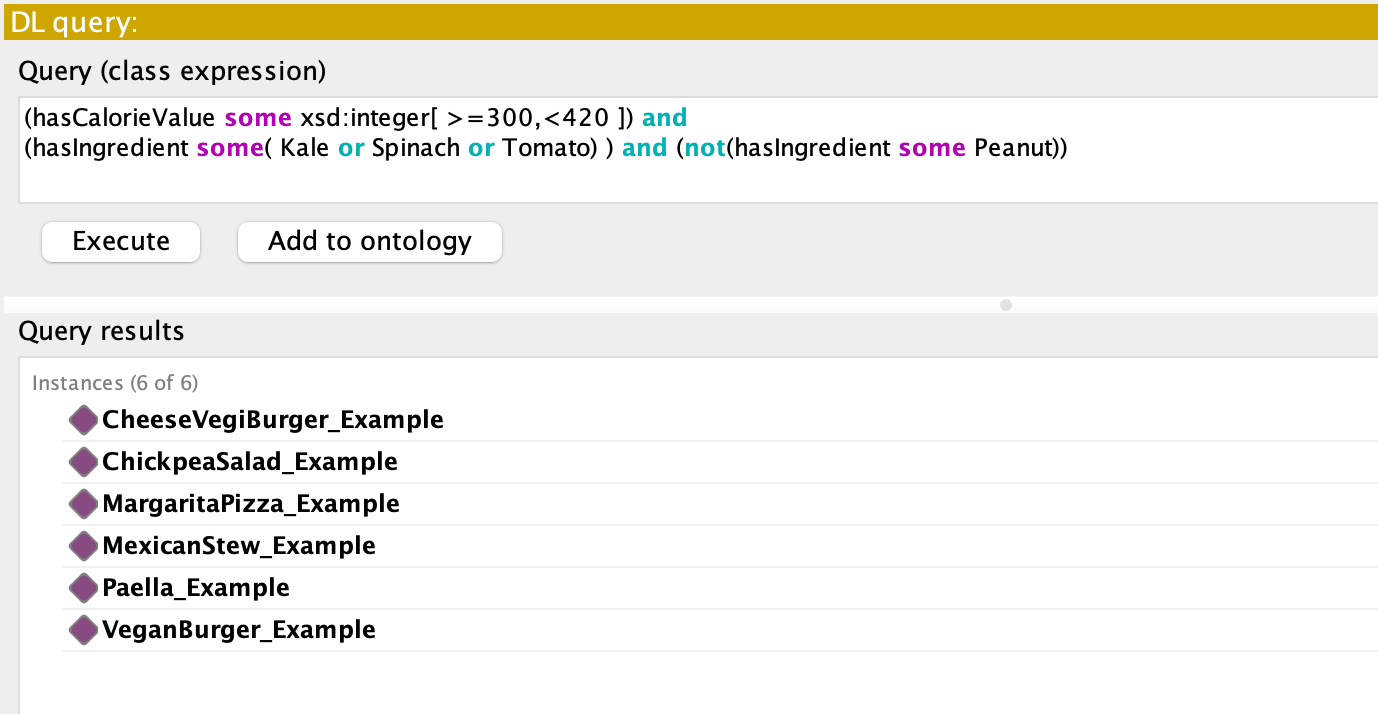 DL query:
Query (class expression)
(hasCalorieValue some xsd:integer[ >=300,<420 ]) and
(hasIngredient some( Kale or Spinach or Tomato) ) and (not(hasIngredient some Peanut))
Execute
Add to ontology
Query results
Instances (6 of 6)
CheeseVegiBurger_Example
ChickpeaSalad_Example
MargaritaPizza_Example
MexicanStew_Example
Paella_Example
VeganBurger_Example